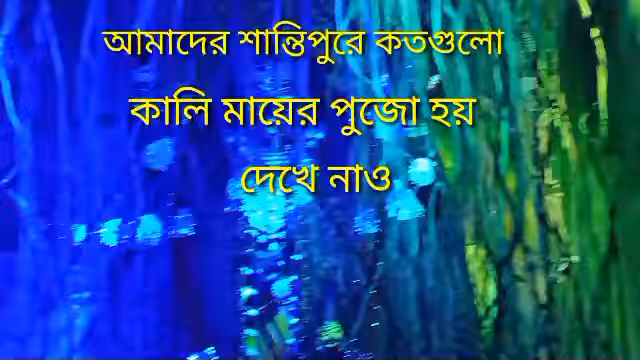 আমাদের শান্তিপুরে কতগুলো
কালি মায়ের পুজো হয়
দেখে নাও